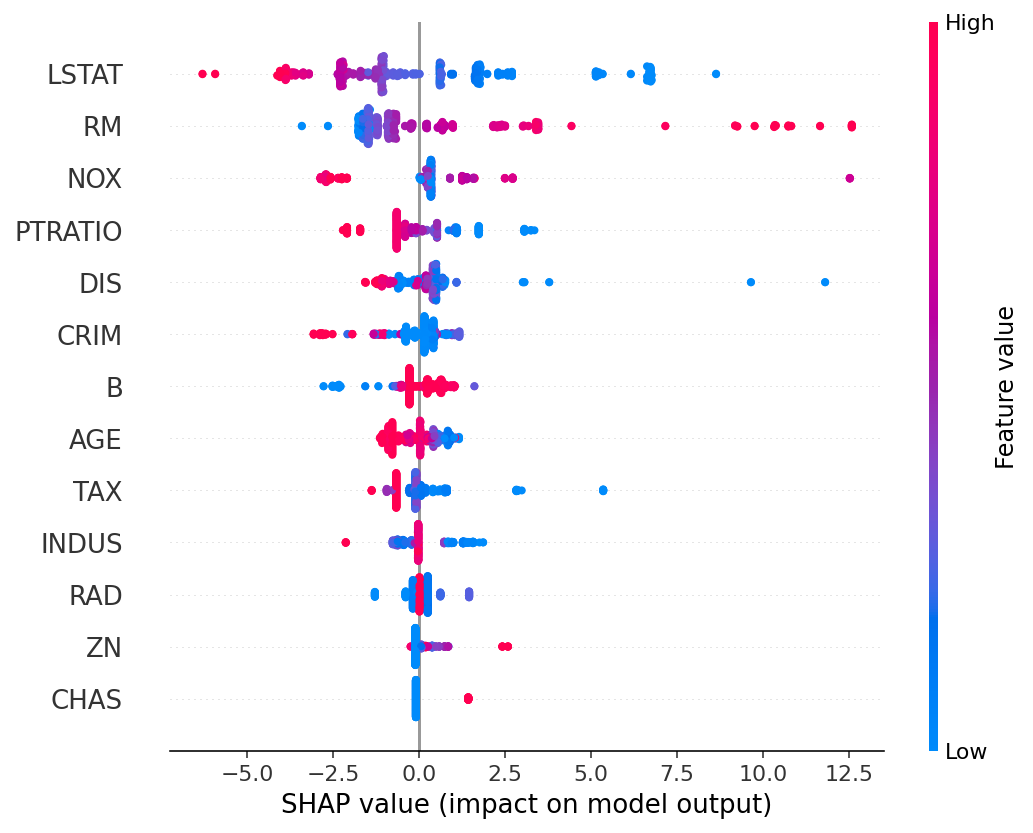 High
LSTAT
RM
NOX
PTRATIO
DIS
CRIM
B
AGE
TAX
INDUS
RAD
ZN
CHAS
Feature value
Low
−5.0 −2.5 0.0 2.5 5.0 7.5 10.0 12.5
SHAP value (impact on model output)